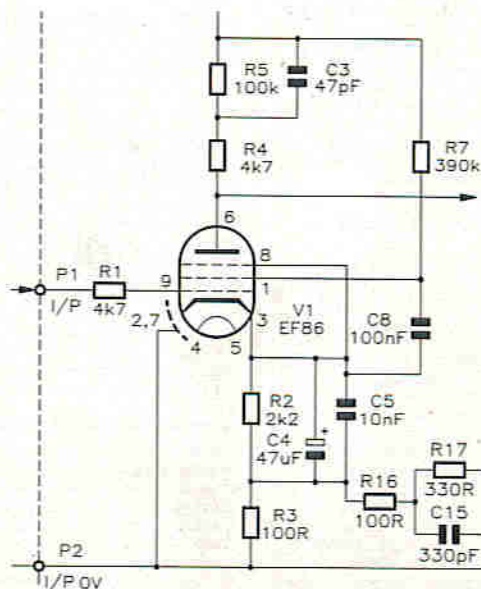 R5
100k
C3
47pF
R4
4k7
R7
390k
6
P1
I/P
R1
4k7
9
8
1
3
2,7
4
5
V1
EF86
C8
100nF
R2
2k2
+
C4
47uF
C5
10nF
R17
330R
R16
100R
C15
330pF
R3
100R
P2
I/P 0V